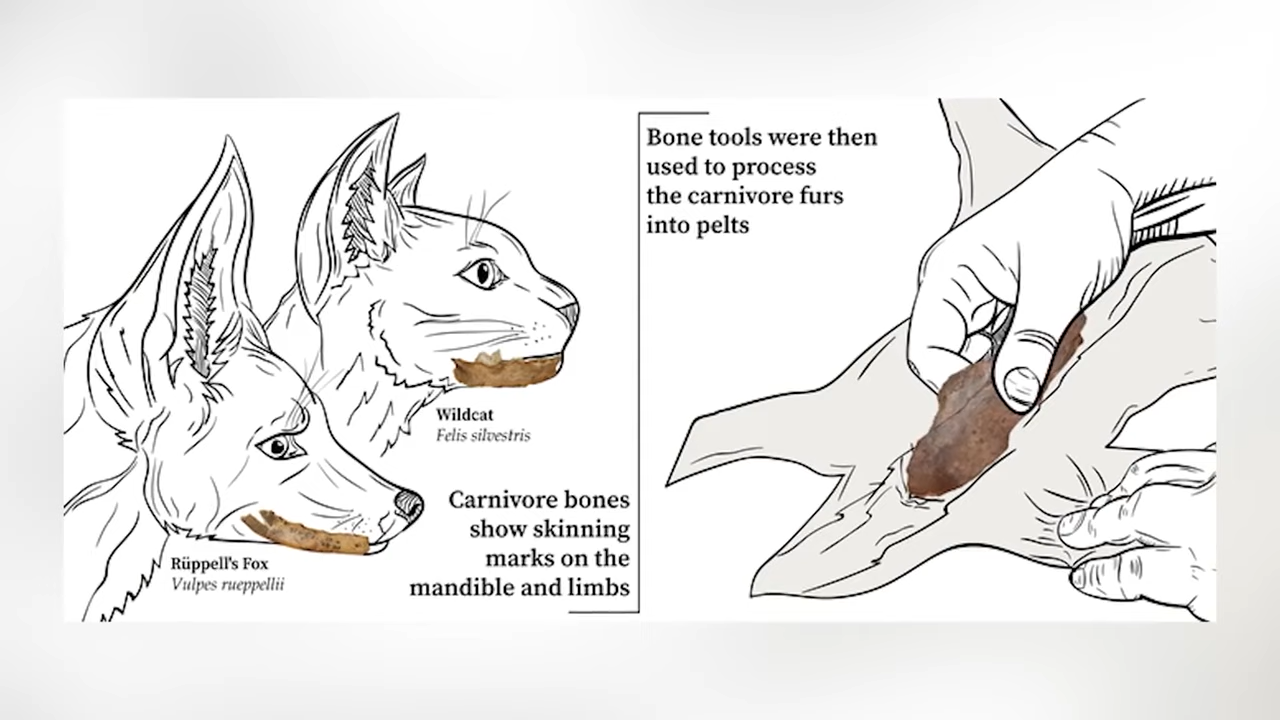 Wildcat
Felis silvestris
Rüppell's Fox
Vulpes rueppellii
Carnivore bones
show skinning
marks on the
mandible and limbs
Bone tools were then
used to process
the carnivore furs
into pelts